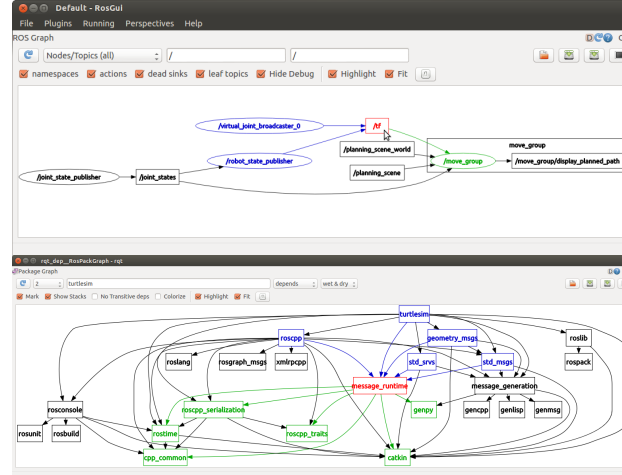 Default - RosGui
File Plugins Running Perspectives Help
ROS Graph
Nodes/Topics (all) / /
namespaces actions dead sinks leaf topics Hide Debug Highlight Fit
/virtual_joint_broadcaster_0 /tf
/planning_scene_world move_group
/robot_state_publisher /move_group /move_group/display_planned_path
/planning_scene
/joint_state_publisher /joint_states
rqt_dep__RosPackGraph - rqt
Package Graph
2 turtlesim depends wet & dry
Mark Show Stacks No Transitive deps Colorize Highlight Fit
turtlesim
roscpp geometry_msgs roslib
roslang rosgraph_msgs xmlrpcpp std_srvs std_msgs rospack
message_runtime message_generation
rosconsole roscpp_serialization genpy gencpp genlisp genmsg
rosunit rosbuild rostime roscpp_traits
cpp_common catkin